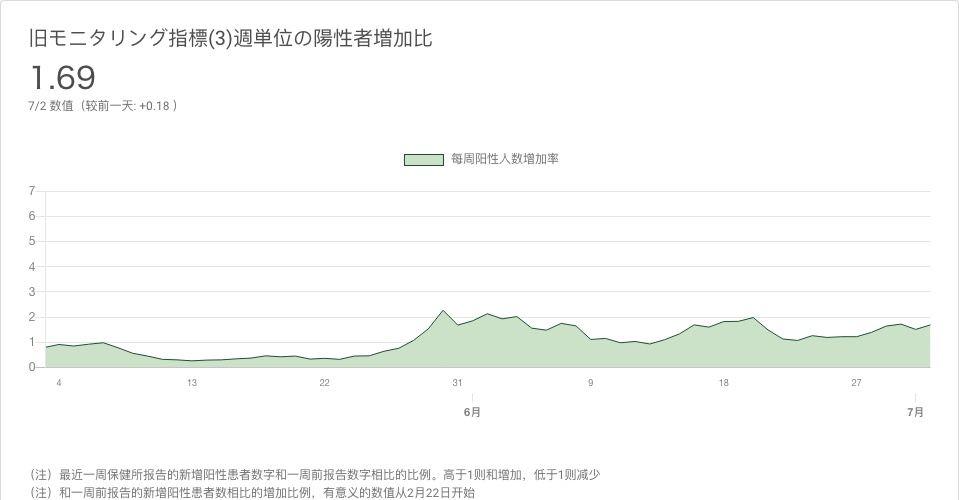 旧モニタリング指標(3)週単位の陽性者増加比
1.69
7/2 数值（较前一天: +0.18 ）
每周阳性人数增加率
7
6
5
4
3
2
1
0
4 13 22 31 9 18 27
6月 7月
（注）最近一周保健所报告的新增阳性患者数字和一周前报告数字相比的比例。高于1则和增加，低于1则减少
（注）和一周前报告的新增阳性患者数相比的增加比例，有意义的数值从2月22日开始